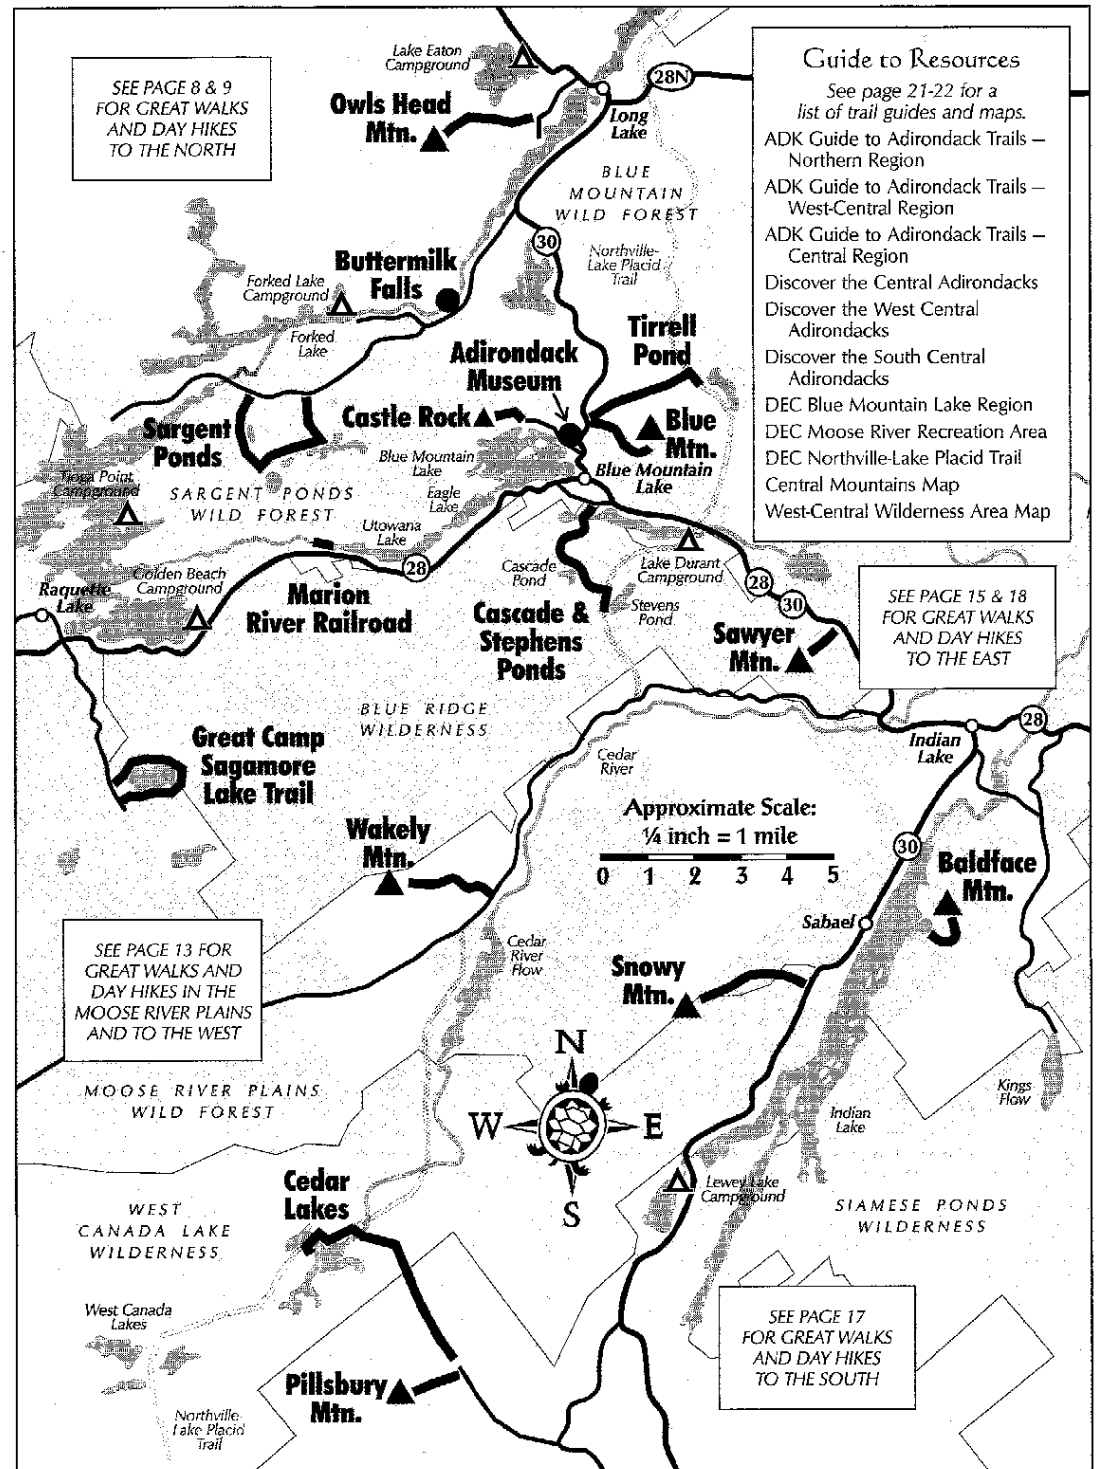 Lake Eaton
Campground
SEE PAGE 8 & 9
FOR GREAT WALKS
AND DAY HIKES
TO THE NORTH
Owls Head
Mtn.
28N
Long
Lake
Guide to Resources
See page 21-22 for a
list of trail guides and maps.
ADK Guide to Adirondack Trails –
Northern Region
ADK Guide to Adirondack Trails –
West-Central Region
ADK Guide to Adirondack Trails –
Central Region
Discover the Central Adirondacks
Discover the West Central
Adirondacks
Discover the South Central
Adirondacks
DEC Blue Mountain Lake Region
DEC Moose River Recreation Area
DEC Northville-Lake Placid Trail
Central Mountains Map
West-Central Wilderness Area Map
BLUE
MOUNTAIN
WILD FOREST
30
Northville-
Lake Placid
Trail
Buttermilk
Falls
Forked Lake
Campground
Forked
Lake
Tirrell
Pond
Adirondack
Museum
Castle Rock
Blue
Mtn.
Sargent
Ponds
Blue Mountain
Lake
Blue Mountain
Lake
Tioga Point
Campground
SARGENT PONDS
WILD FOREST
Eagle
Lake
Utowana
Lake
28
Golden Beach
Campground
Raquette
Lake
Marion
River Railroad
Cascade
Pond
Lake Durant
Campground
28
30
Stevens
Pond
Cascade &
Stephens
Ponds
Sawyer
Mtn.
SEE PAGE 15 & 18
FOR GREAT WALKS
AND DAY HIKES
TO THE EAST
BLUE RIDGE
WILDERNESS
Great Camp
Sagamore
Lake Trail
Cedar
River
Indian
Lake
28
Approximate Scale:
¼ inch = 1 mile
0 1 2 3 4 5
Wakely
Mtn.
30
Baldface
Mtn.
Sabael
SEE PAGE 13 FOR
GREAT WALKS AND
DAY HIKES IN THE
MOOSE RIVER PLAINS
AND TO THE WEST
Cedar
River
Flow
Snowy
Mtn.
N
W E
S
MOOSE RIVER PLAINS
WILD FOREST
Kings
Flow
Indian
Lake
Cedar
Lakes
Lewey Lake
Campground
WEST
CANADA LAKE
WILDERNESS
SIAMESE PONDS
WILDERNESS
West Canada
Lakes
SEE PAGE 17
FOR GREAT WALKS
AND DAY HIKES
TO THE SOUTH
Pillsbury
Mtn.
Northville
Lake Placid
Trail